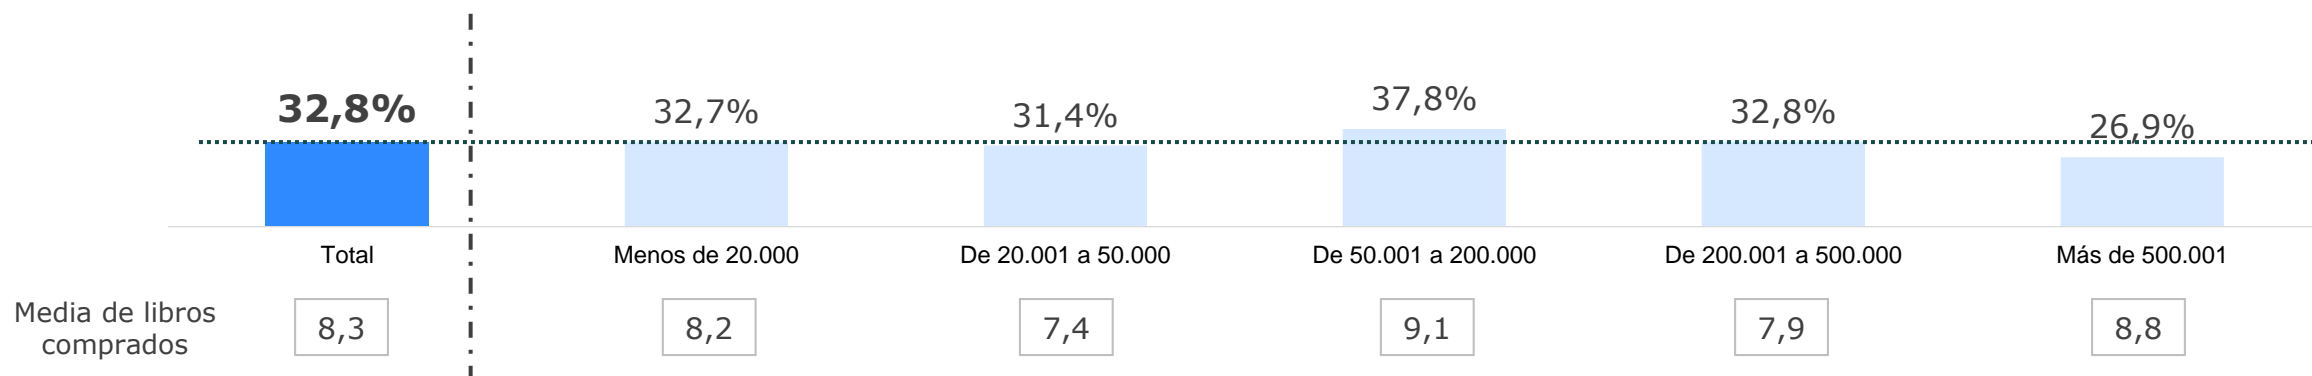 32,8%
32,7%
31,4%
37,8%
32,8%
26,9%
Total
Menos de 20.000
De 20.001 a 50.000
De 50.001 a 200.000
De 200.001 a 500.000
Más de 500.001
Media de libros
comprados
8,3
8,2
7,4
9,1
7,9
8,8